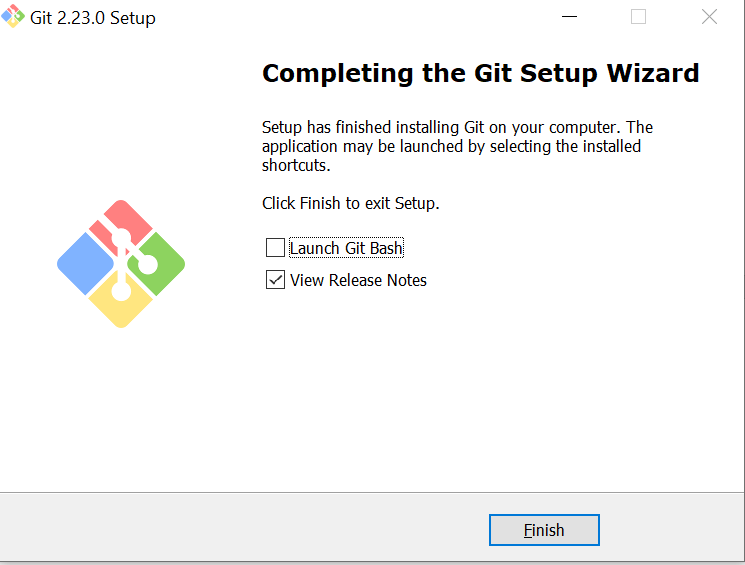 Git 2.23.0 Setup
Completing the Git Setup Wizard
Setup has finished installing Git on your computer. The
application may be launched by selecting the installed
shortcuts.
Click Finish to exit Setup.
Launch Git Bash
View Release Notes
Finish